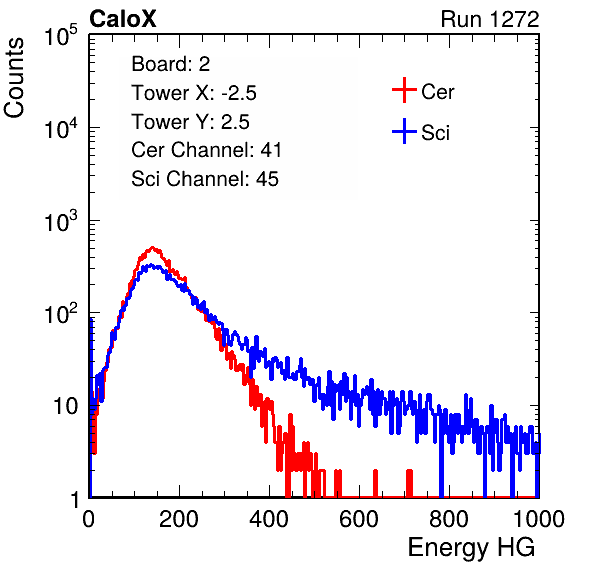 CaloX Run 1272
Counts
Board: 2
Tower X: -2.5
Tower Y: 2.5
Cer Channel: 41
Sci Channel: 45
Cer
Sci
10^5
10^4
10^3
10^2
10
1
0 200 400 600 800 1000
Energy HG